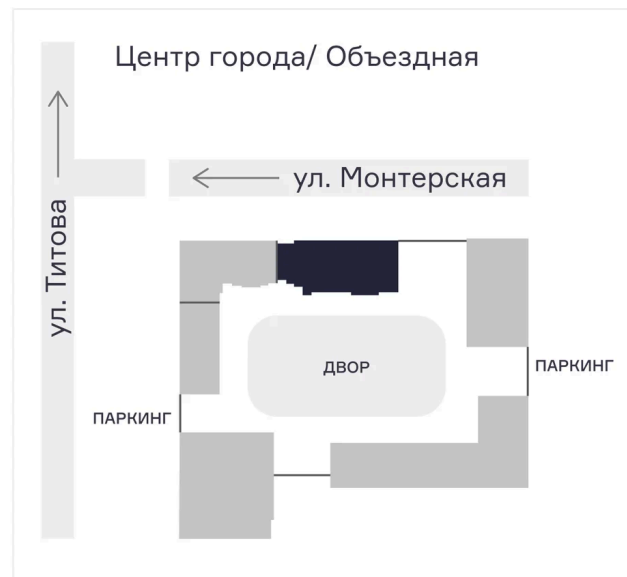 Центр города/ Объездная
ул. Монтерская
ул. Титова
ДВОР
ПАРКИНГ
ПАРКИНГ